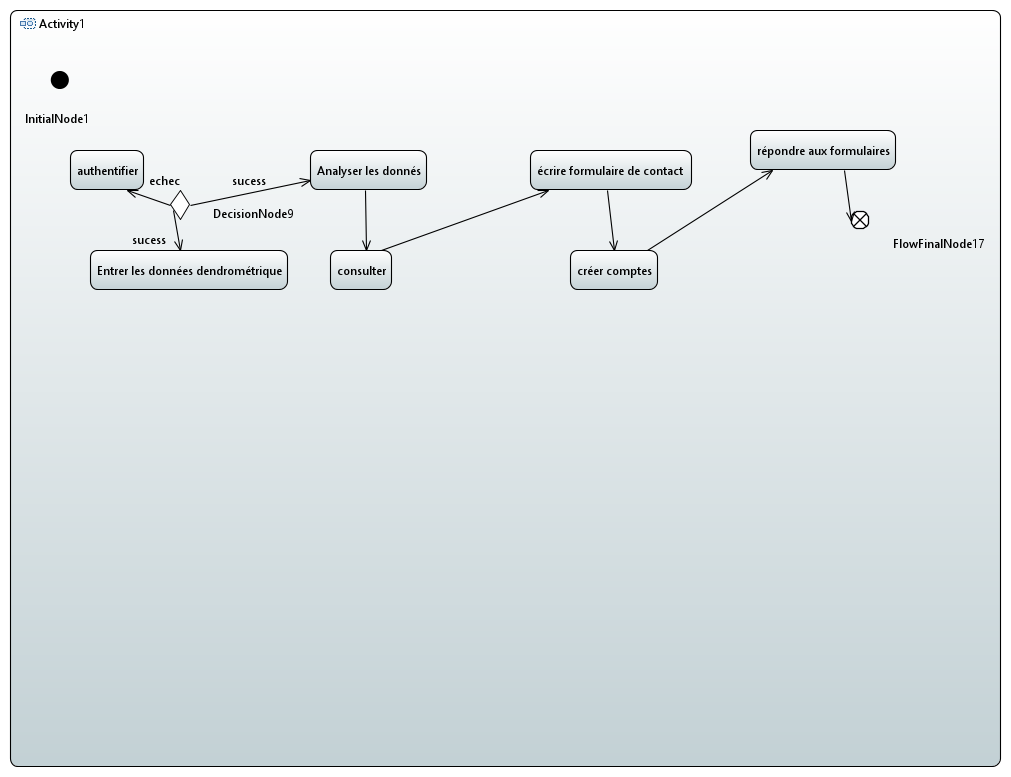 Activity1
InitialNode1
authentifier
echec
sucess
DecisionNode9
sucess
Entrer les données dendrométrique
Analyser les donnés
consulter
écrire formulaire de contact
créer comptes
répondre aux formulaires
FlowFinalNode17